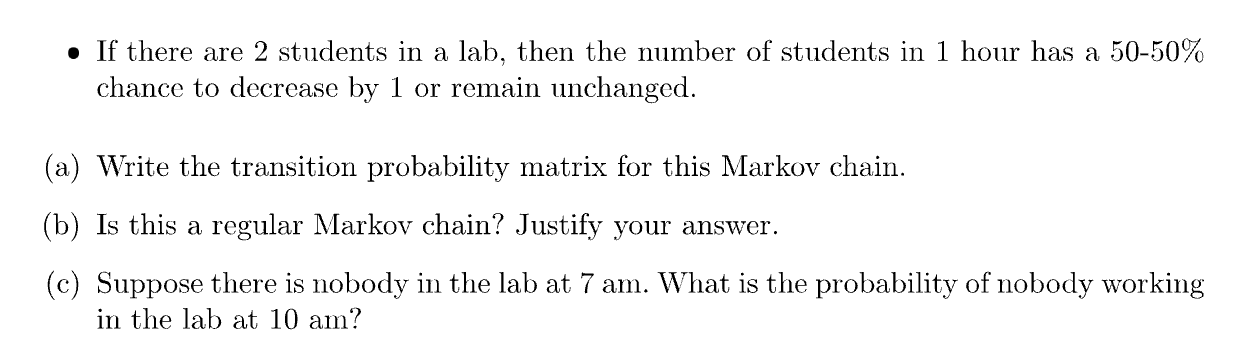 • If there are 2 students in a lab, then the number of students in 1 hour has a 50-50%
chance to decrease by 1 or remain unchanged.
(a) Write the transition probability matrix for this Markov chain.
(b) Is this a regular Markov chain? Justify your answer.
(c) Suppose there is nobody in the lab at 7 am. What is the probability of nobody working
in the lab at 10 am?